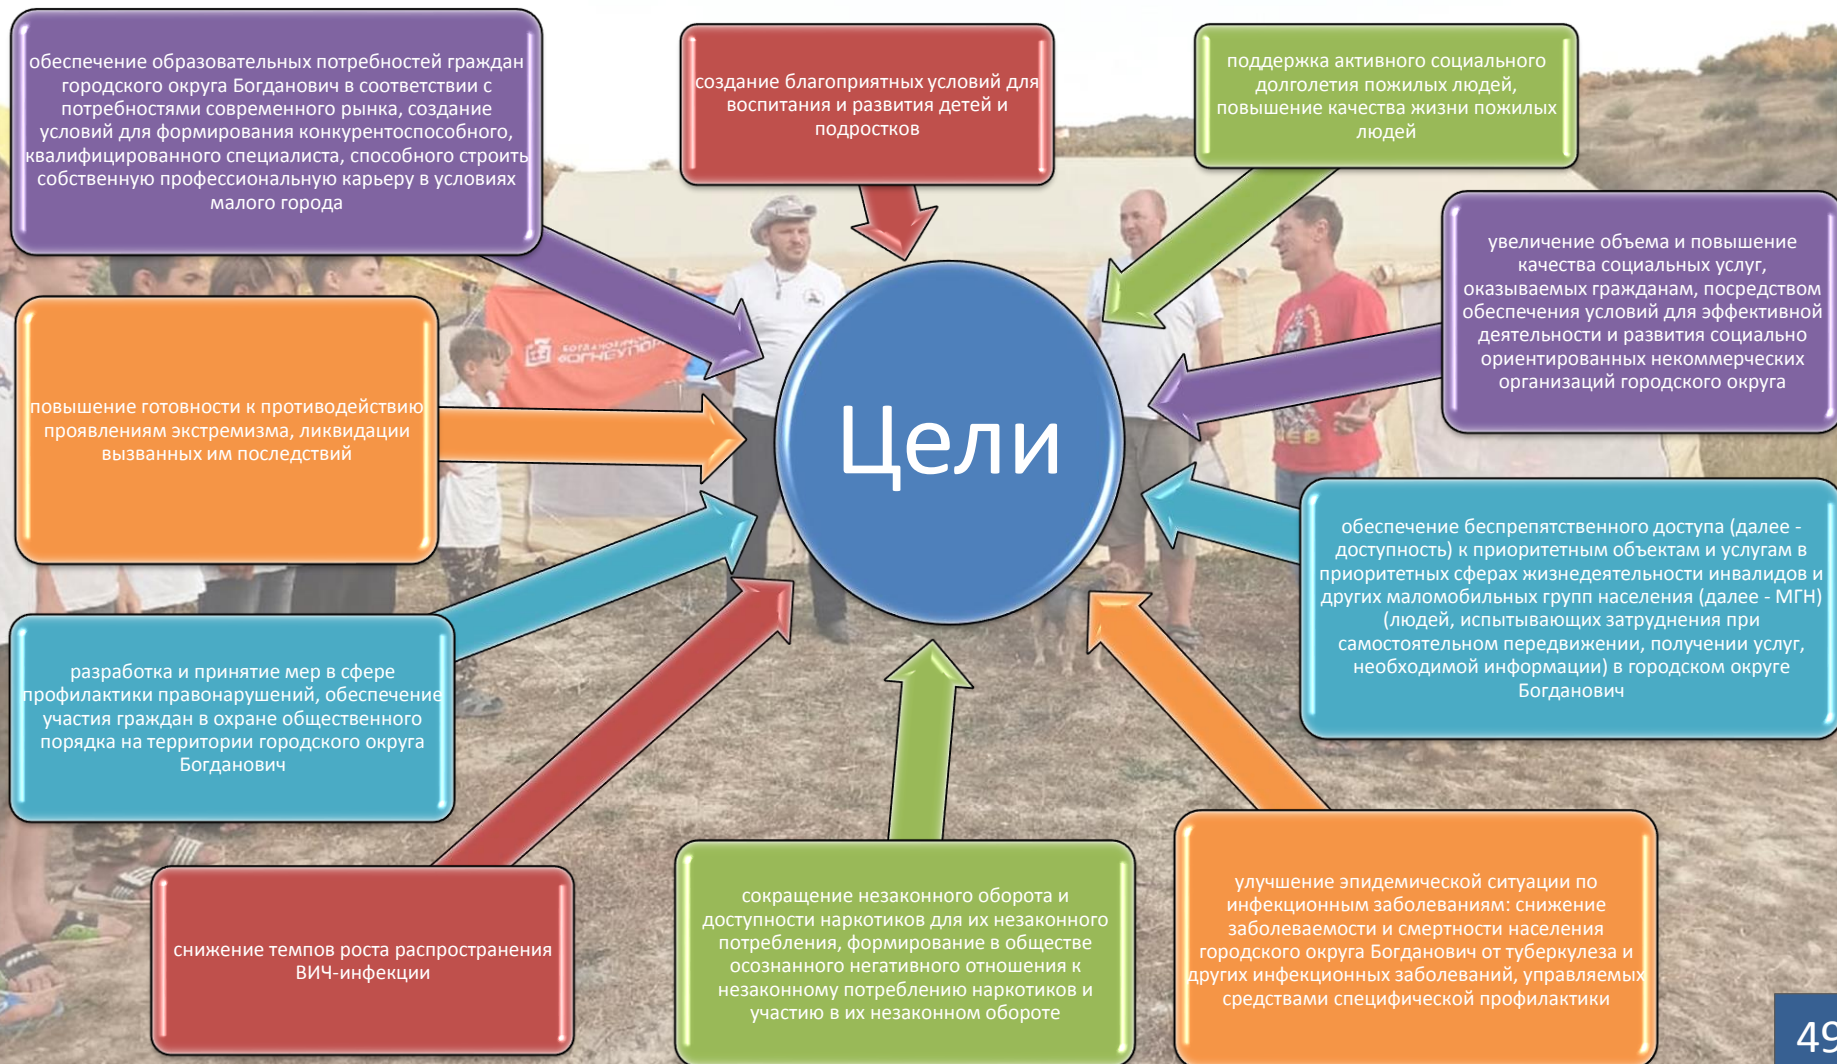 обеспечение образовательных потребностей граждан
городского округа Богданович в соответствии с
потребностями современного рынка, создание
условий для формирования конкурентоспособного,
квалифицированного специалиста, способного строить
собственную профессиональную карьеру в условиях
малого города
создание благоприятных условий для
воспитания и развития детей и
подростков
поддержка активного социального
долголетия пожилых людей,
повышение качества жизни пожилых
людей
увеличение объема и повышение
качества социальных услуг,
оказываемых гражданам, посредством
обеспечения условий для эффективной
деятельности и развития социально
ориентированных некоммерческих
организаций городского округа
повышение готовности к противодействию
проявлениям экстремизма, ликвидации
вызванных им последствий
Цели
обеспечение беспрепятственного доступа (далее -
доступность) к приоритетным объектам и услугам в
приоритетных сферах жизнедеятельности инвалидов и
других маломобильных групп населения (далее - МГН)
(людей, испытывающих затруднения при
самостоятельном передвижении, получении услуг,
необходимой информации) в городском округе
Богданович
разработка и принятие мер в сфере
профилактики правонарушений, обеспечение
участия граждан в охране общественного
порядка на территории городского округа
Богданович
снижение темпов роста распространения
ВИЧ-инфекции
сокращение незаконного оборота и
доступности наркотиков для их незаконного
потребления, формирование в обществе
осознанного негативного отношения к
незаконному потреблению наркотиков и
участию в их незаконном обороте
улучшение эпидемической ситуации по
инфекционным заболеваниям: снижение
заболеваемости и смертности населения
городского округа Богданович от туберкулеза и
других инфекционных заболеваний, управляемых
средствами специфической профилактики
49